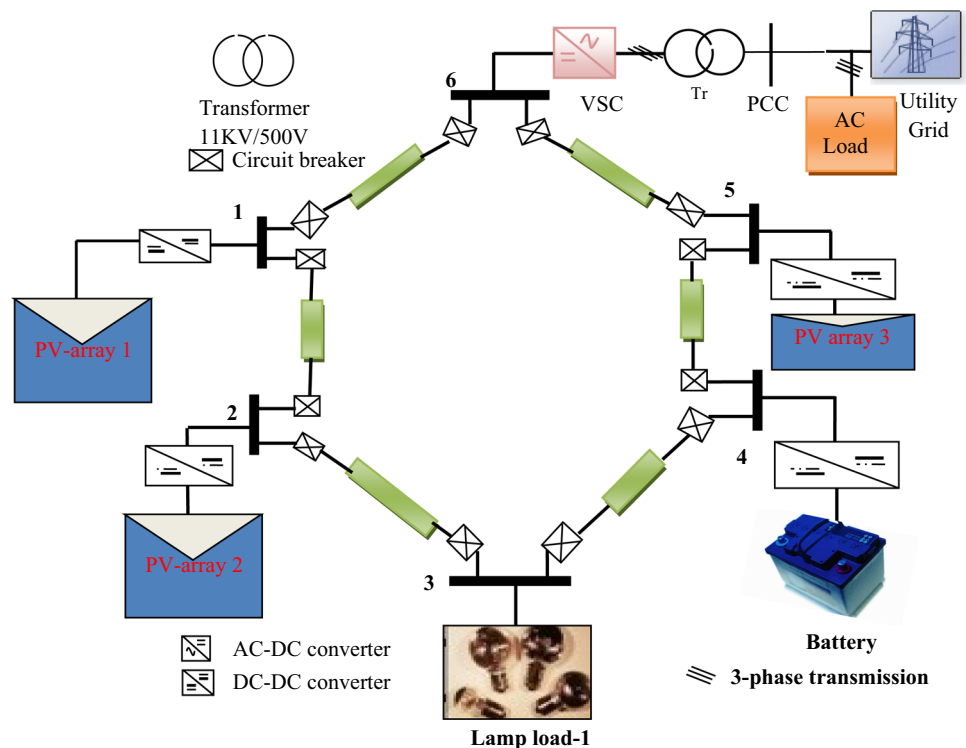 6
VSC
Tr
PCC
Utility
Grid
AC
Load
Transformer
11KV/500V
Circuit breaker
1
5
PV-array 1
PV array 3
2
4
PV-array 2
3
Battery
AC-DC converter
DC-DC converter
3-phase transmission
Lamp load-1